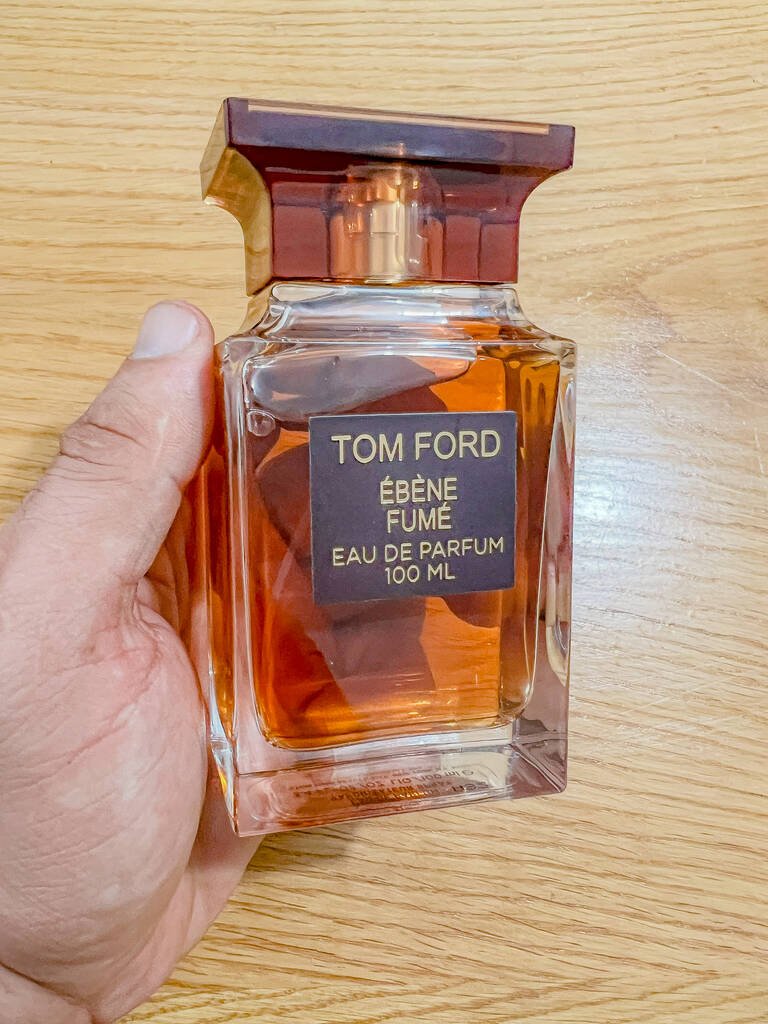 TOM FORD
ÉBÈNE
FUMÉ
EAU DE PARFUM
100 ML